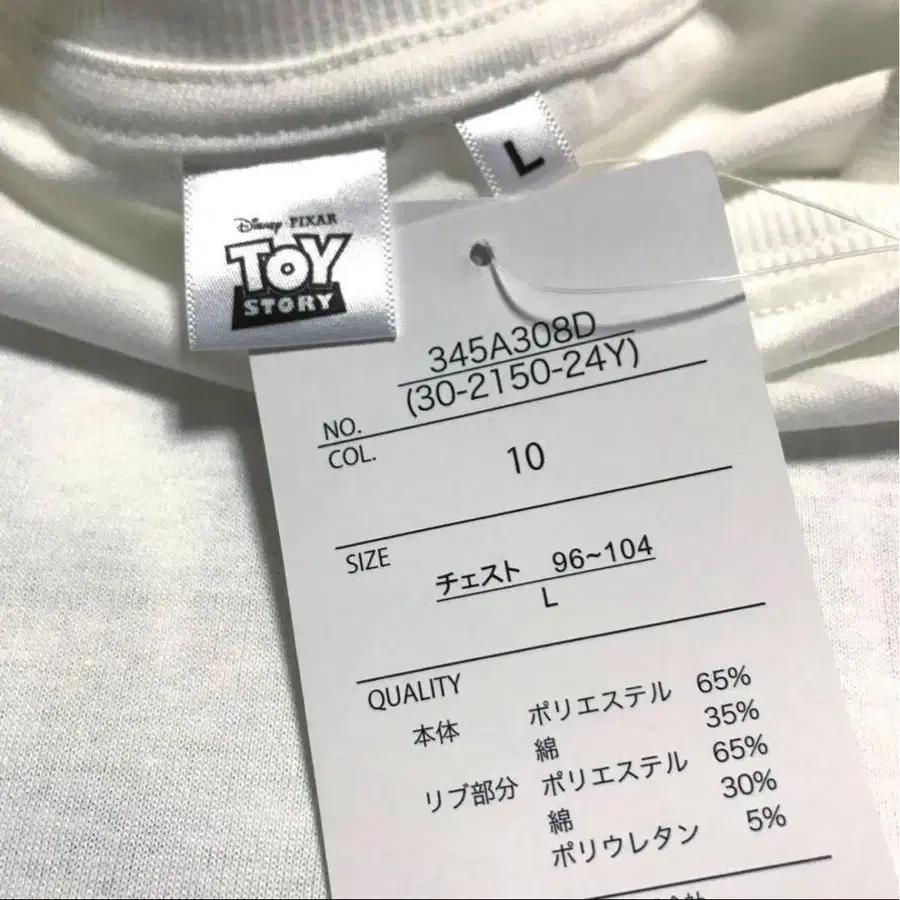 L
Disney · PIXAR
TOY
STORY
345A308D
NO. (30-2150-24Y)
COL. 10
SIZE チェスト 96~104
L
QUALITY
本体 ポリエステル 65%
綿 35%
リブ部分 ポリエステル 65%
綿 30%
ポリウレタン 5%